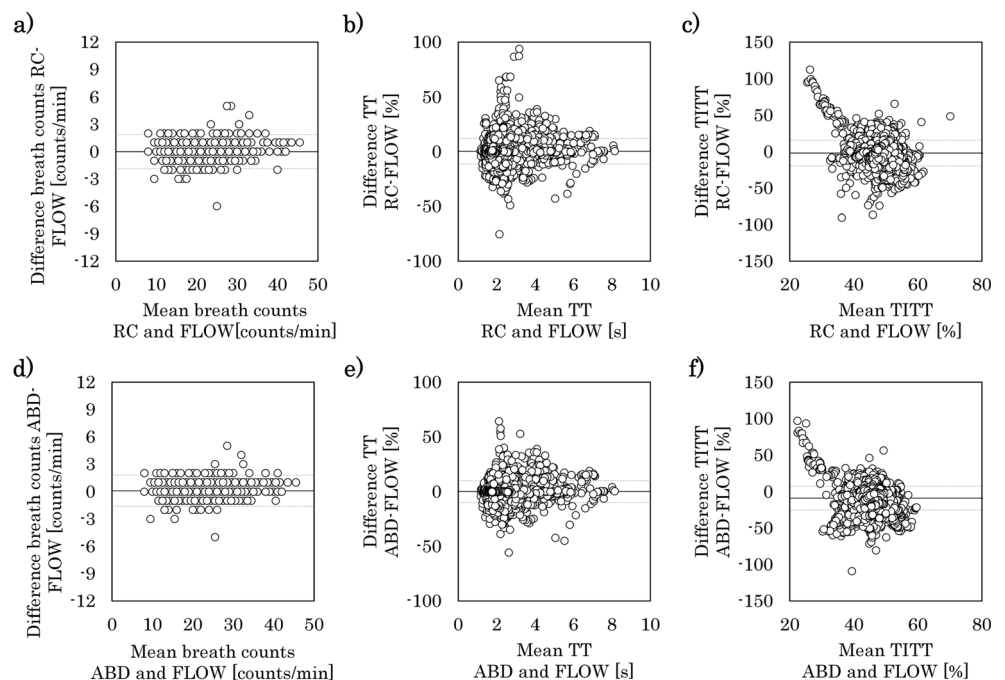 a)
12
9
6
3
0
-3
-6
-9
-12
Difference breath counts RC-
FLOW [counts/min]
0 10 20 30 40 50
Mean breath counts
RC and FLOW[counts/min]
b)
100
50
0
-50
-100
Difference TT
RC-FLOW [%]
0 2 4 6 8 10
Mean TT
RC and FLOW [s]
c)
150
100
50
0
-50
-100
-150
Difference TITT
RC-FLOW [%]
20 40 60 80
Mean TITT
RC and FLOW [%]
d)
12
9
6
3
0
-3
-6
-9
-12
Difference breath counts ABD-
FLOW [counts/min]
0 10 20 30 40 50
Mean breath counts
ABD and FLOW [counts/min]
e)
100
50
0
-50
-100
Difference TT
ABD-FLOW [%]
0 2 4 6 8 10
Mean TT
ABD and FLOW [s]
f)
150
100
50
0
-50
-100
-150
Difference TITT
ABD-FLOW [%]
20 40 60 80
Mean TITT
ABD and FLOW [%]